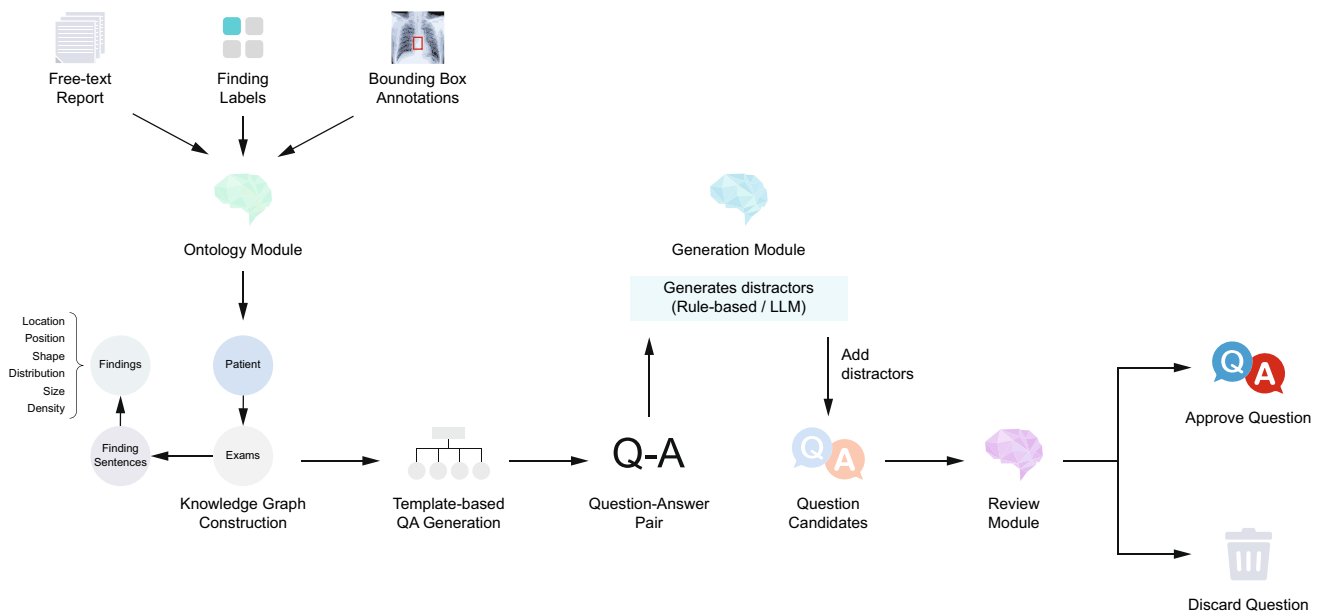 Free-text
Report
Finding
Labels
Bounding Box
Annotations
Ontology Module
Generation Module
Generates distractors
(Rule-based / LLM)
Location
Position
Shape
Distribution
Size
Density
Findings
Patient
Add
distractors
Q A
Approve Question
Finding
Sentences
Exams
Q-A
Q A
Knowledge Graph
Construction
Template-based
QA Generation
Question-Answer
Pair
Question
Candidates
Review
Module
Discard Question